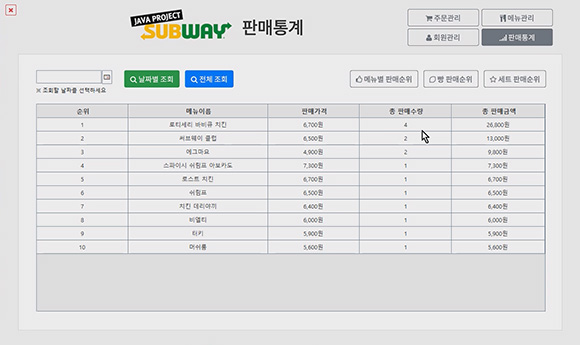 JAVA PROJECT
SUBWAY 판매통계
주문관리 메뉴관리
회원관리 판매통계
날짜별 조회 전체 조회 메뉴별 판매순위 빵 판매순위 세트 판매순위
※ 조회할 날짜를 선택하세요
순위 메뉴이름 판매가격 총 판매수량 총 판매금액
1 로티세리 바비큐 치킨 6,700원 4 26,800원
2 써브웨이 클럽 6,500원 2 13,000원
3 에그마요 4,900원 2 9,800원
4 스파이시 쉬림프 아보카도 7,300원 1 7,300원
5 로스트 치킨 6,700원 1 6,700원
6 쉬림프 6,500원 1 6,500원
7 치킨 데리야끼 6,400원 1 6,400원
8 비엘티 6,000원 1 6,000원
9 터키 5,900원 1 5,900원
10 머쉬룸 5,600원 1 5,600원